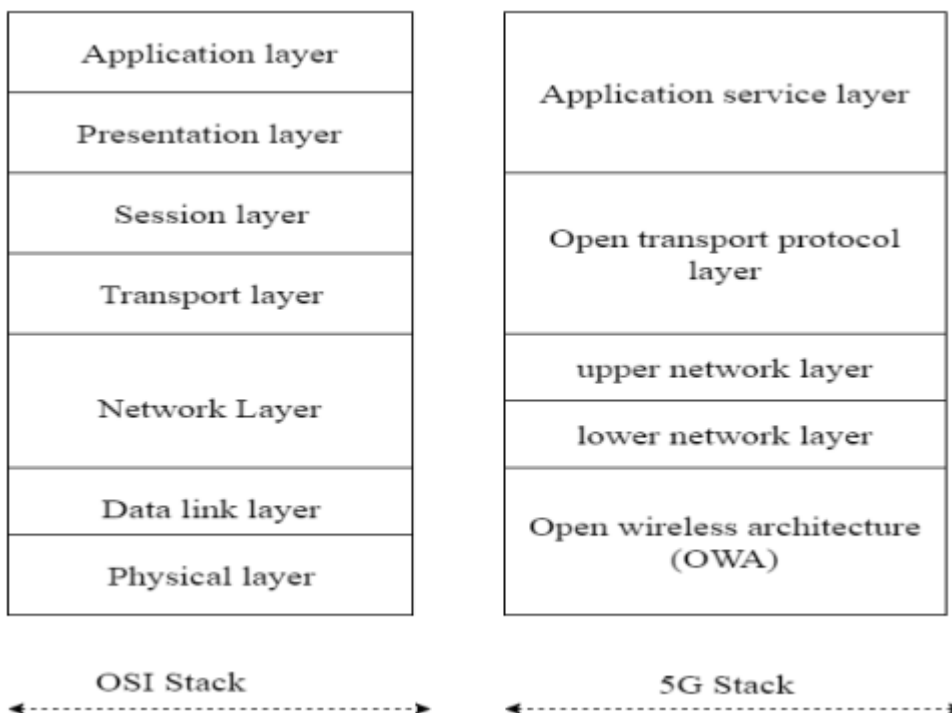 Application layer
Presentation layer
Session layer
Transport layer
Network Layer
Data link layer
Physical layer
OSI Stack
Application service layer
Open transport protocol
layer
upper network layer
lower network layer
Open wireless architecture
(OWA)
5G Stack